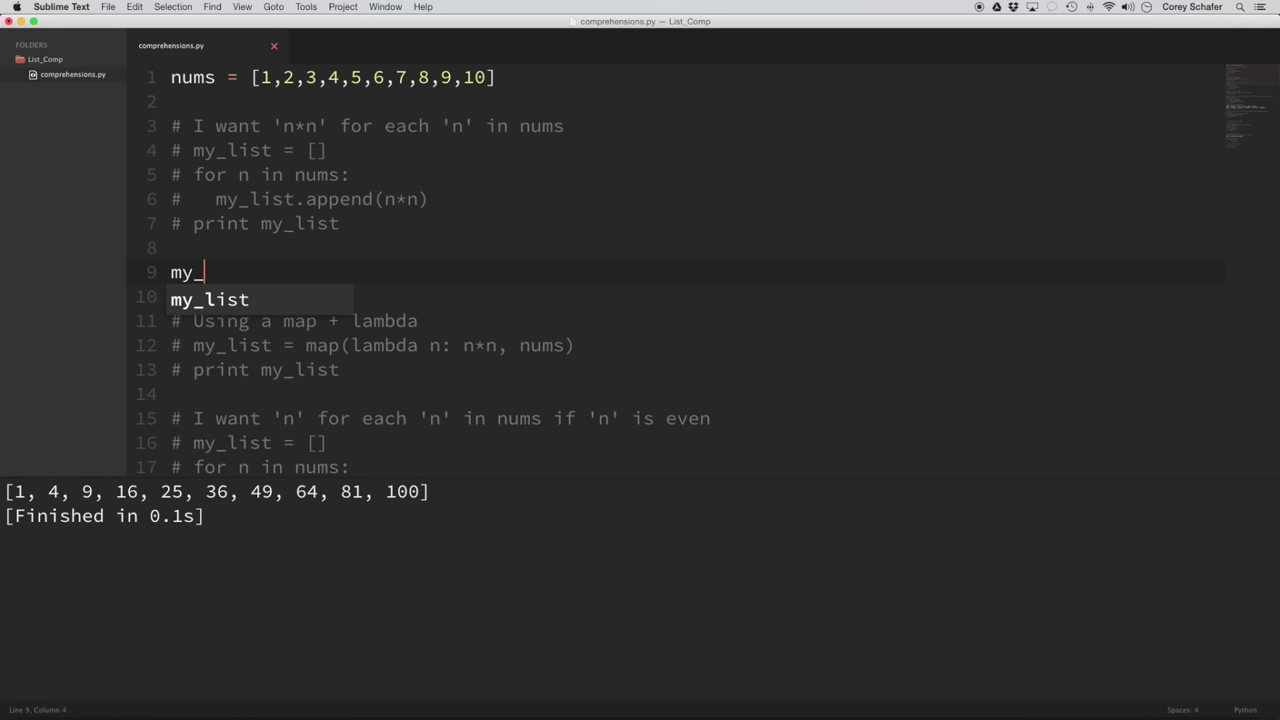 Sublime Text File Edit Selection Find View Goto Tools Project Window Help Corey Schafer
comprehensions.py — List_Comp
FOLDERS
List_Comp
comprehensions.py
comprehensions.py
1 nums = [1,2,3,4,5,6,7,8,9,10]
2
3 # I want 'n*n' for each 'n' in nums
4 # my_list = []
5 # for n in nums:
6 #   my_list.append(n*n)
7 # print my_list
8
9 my_
my_list
10
11 # Using a map + lambda
12 # my_list = map(lambda n: n*n, nums)
13 # print my_list
14
15 # I want 'n' for each 'n' in nums if 'n' is even
16 # my_list = []
17 # for n in nums:
[1, 4, 9, 16, 25, 36, 49, 64, 81, 100]
[Finished in 0.1s]
Line 9, Column 4 Spaces: 4 Python